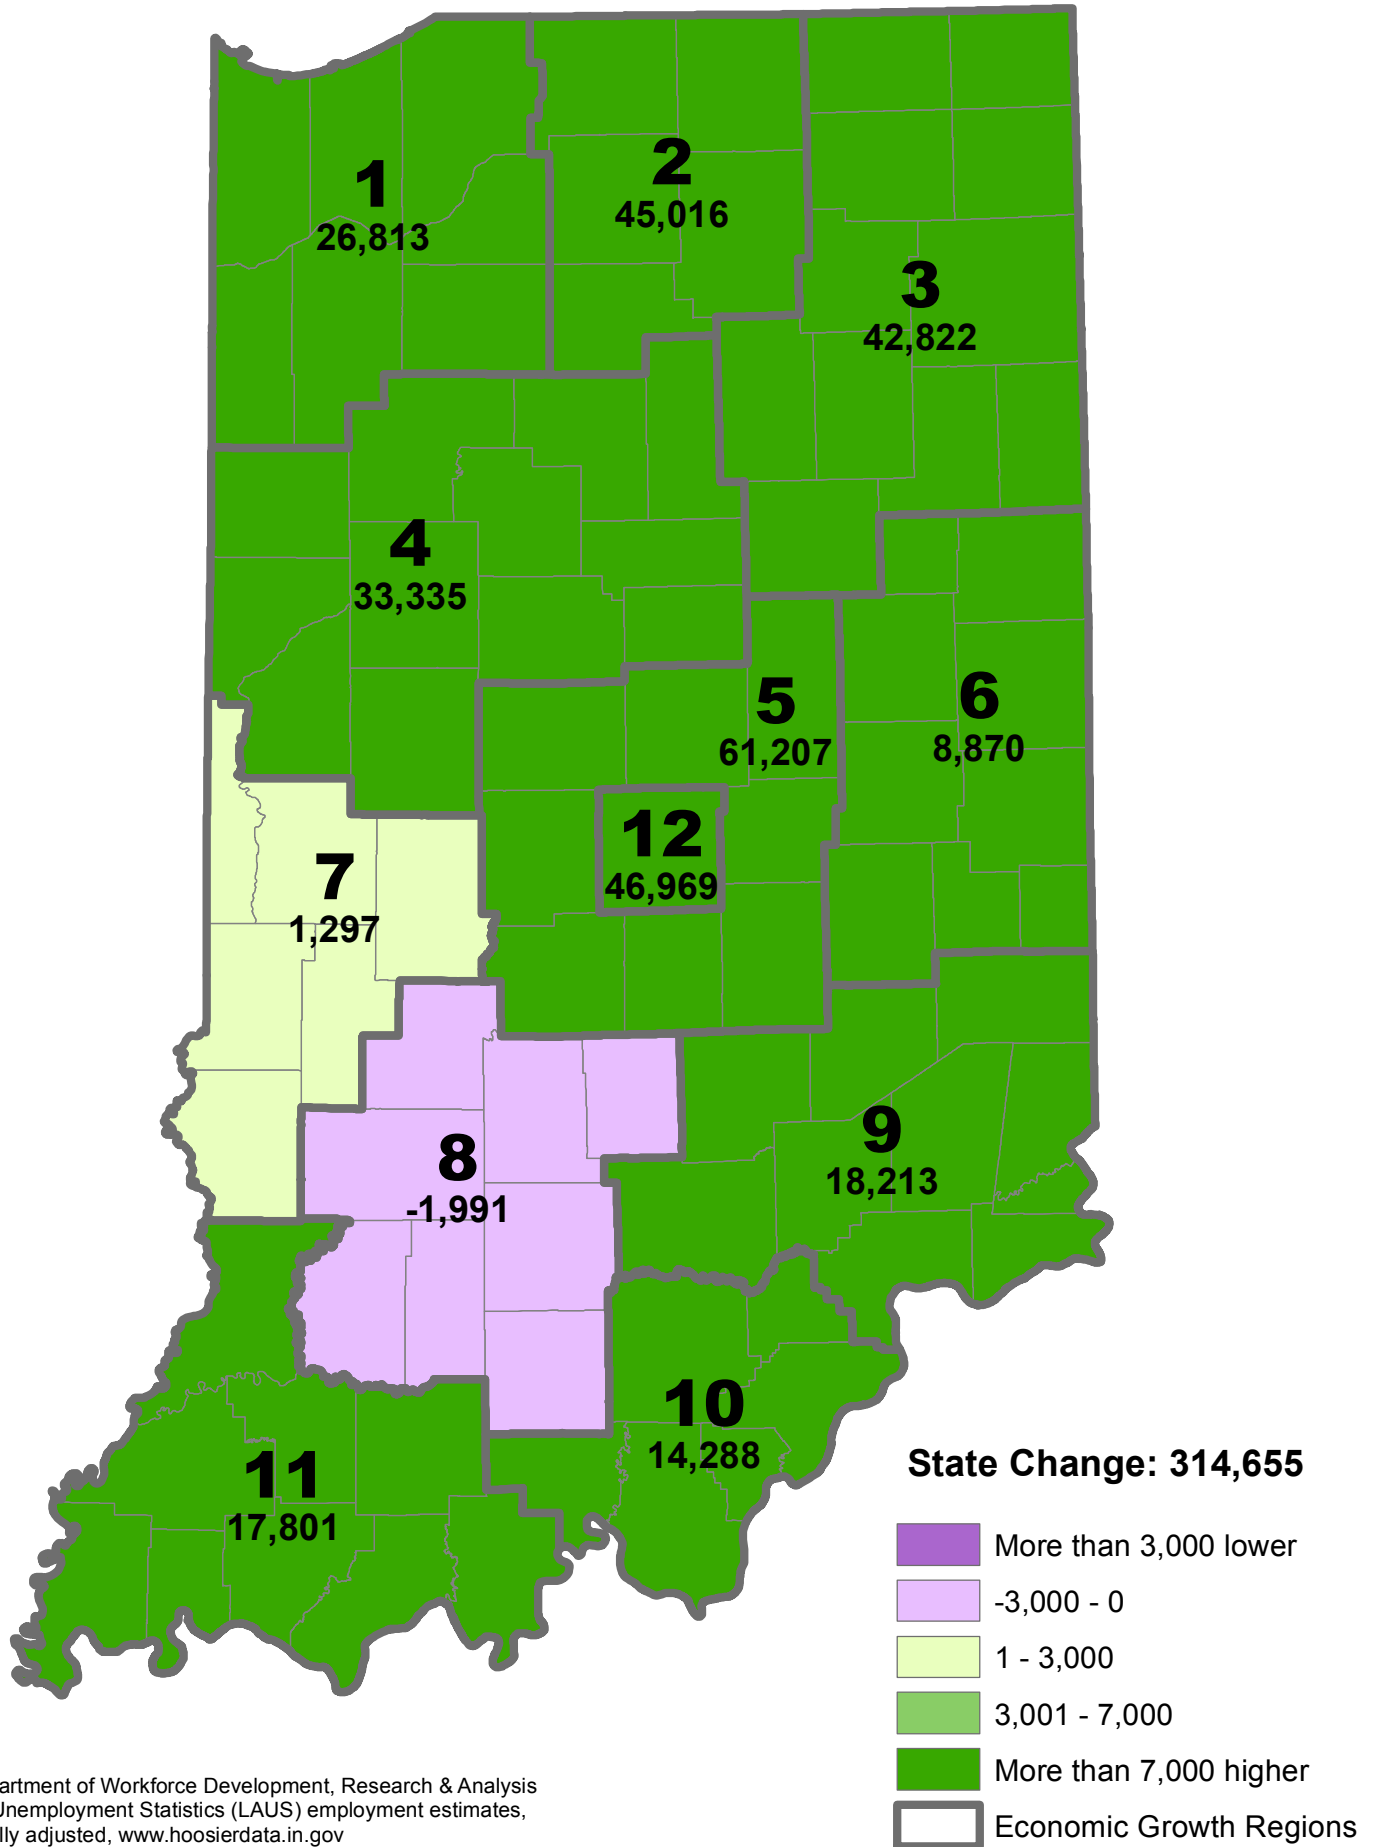 1
26,813
2
45,016
3
42,822
4
33,335
5
61,207
6
8,870
12
46,969
7
1,297
8
-1,991
9
18,213
10
14,288
11
17,801
State Change: 314,655
More than 3,000 lower
-3,000 - 0
1 - 3,000
3,001 - 7,000
More than 7,000 higher
Economic Growth Regions
artment of Workforce Development, Research & Analysis
Unemployment Statistics (LAUS) employment estimates,
lly adjusted, www.hoosierdata.in.gov